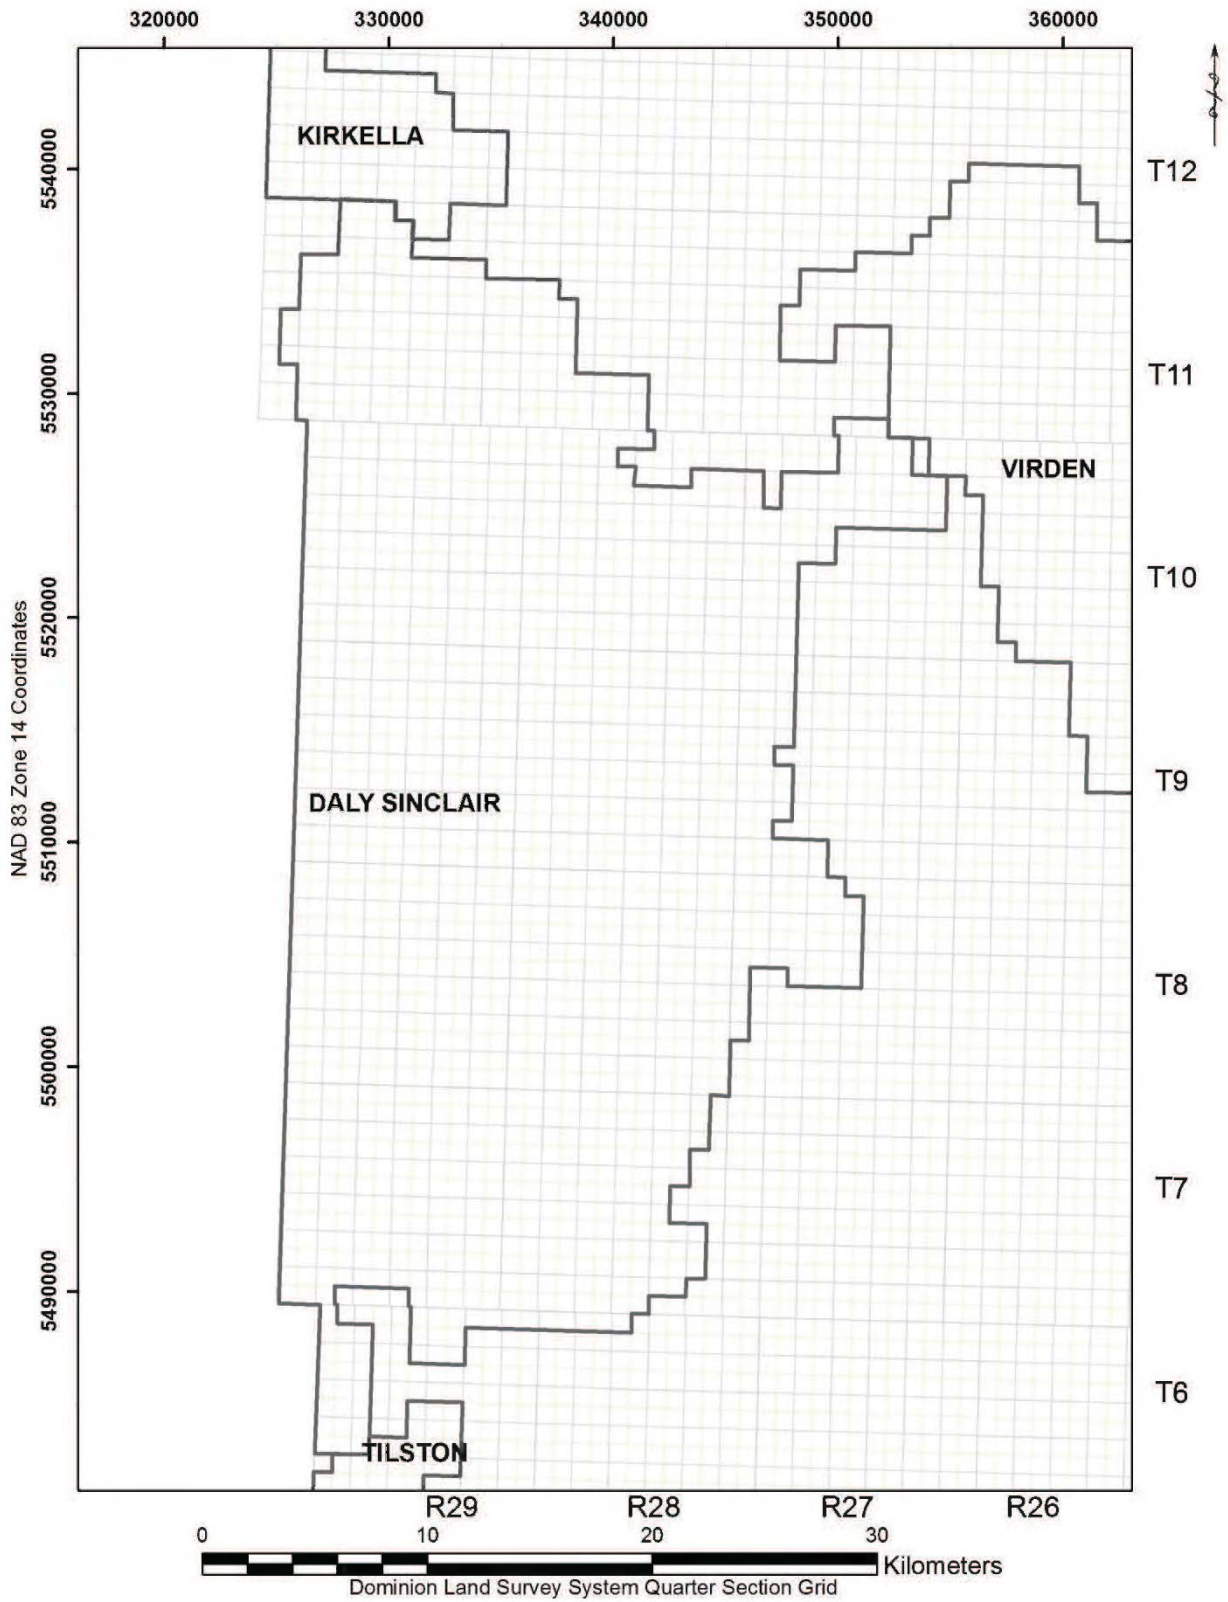 320000 330000 340000 350000 360000
KIRKELLA
5540000
T12
5530000
T11
VIRDEN
5520000
T10
NAD 83 Zone 14 Coordinates
DALY SINCLAIR
T9
5510000
T8
5500000
T7
5490000
T6
TILSTON
R29 R28 R27 R26
0 10 20 30
Kilometers
Dominion Land Survey System Quarter Section Grid